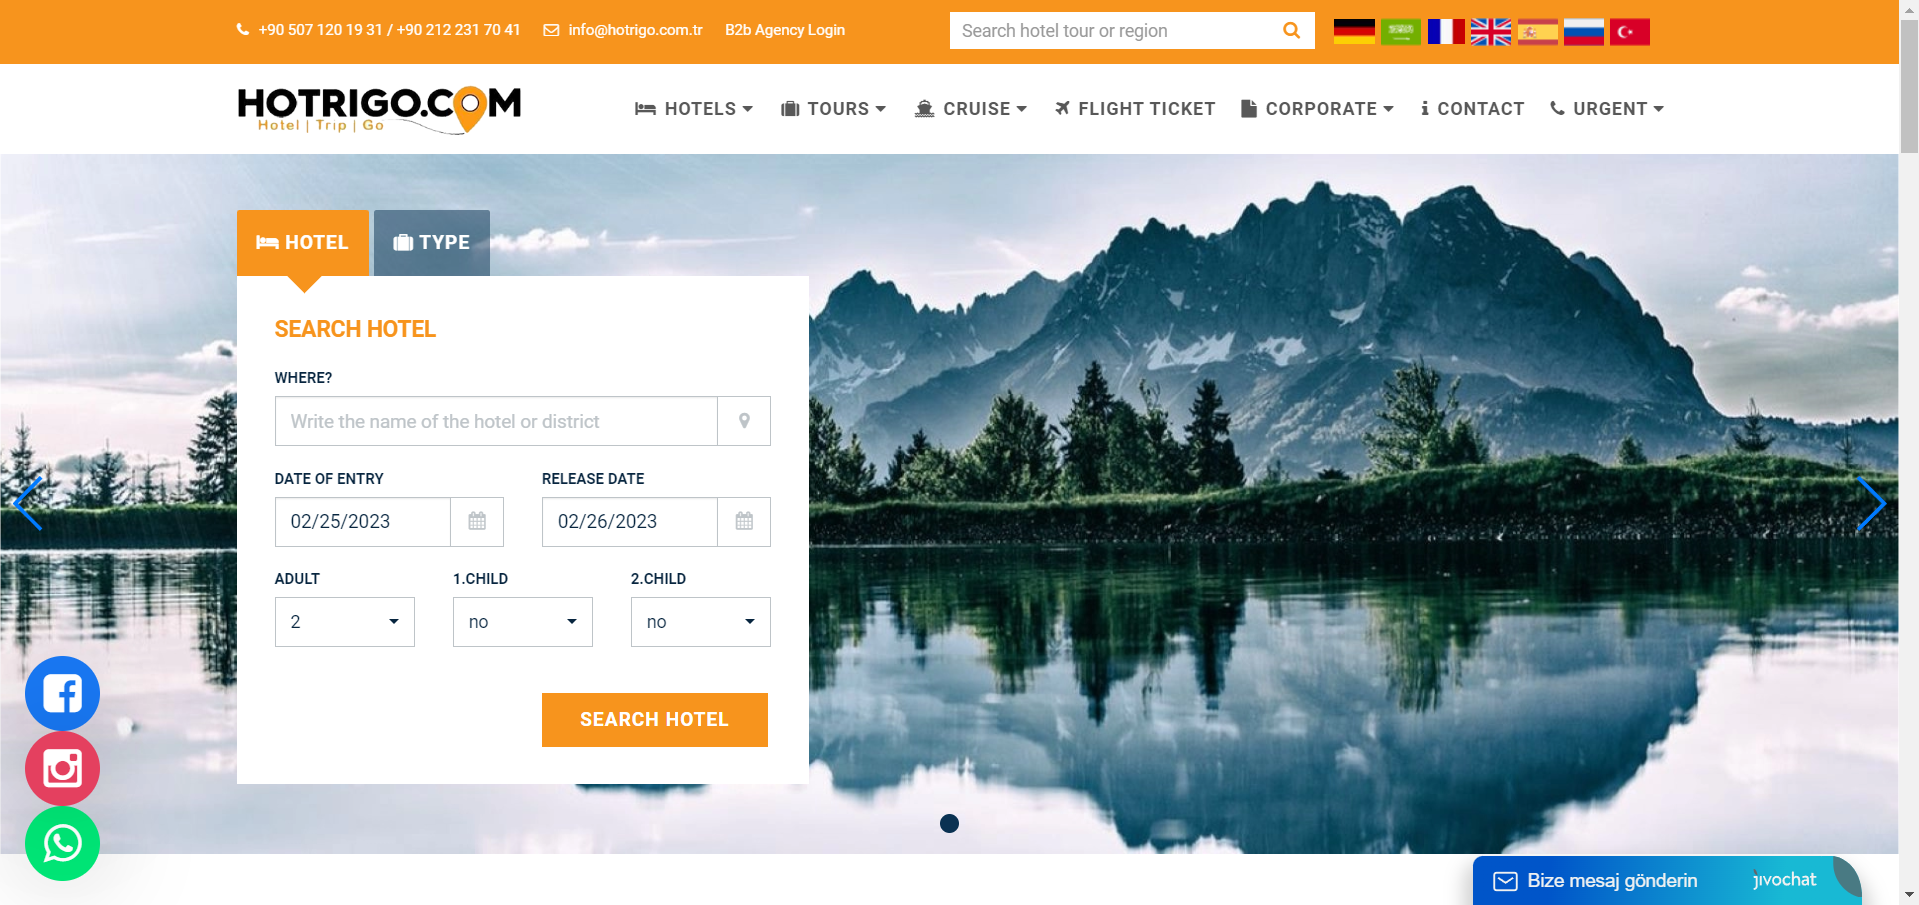 +90 507 120 19 31 / +90 212 231 70 41 info@hotrigo.com.tr B2b Agency Login Search hotel tour or region
HOTRIGO.COM
Hotel | Trip | Go
HOTELS TOURS CRUISE FLIGHT TICKET CORPORATE CONTACT URGENT
HOTEL TYPE
SEARCH HOTEL
WHERE?
Write the name of the hotel or district
DATE OF ENTRY RELEASE DATE
02/25/2023 02/26/2023
ADULT 1.CHILD 2.CHILD
2 no no
SEARCH HOTEL
Bize mesaj gönderin jivochat